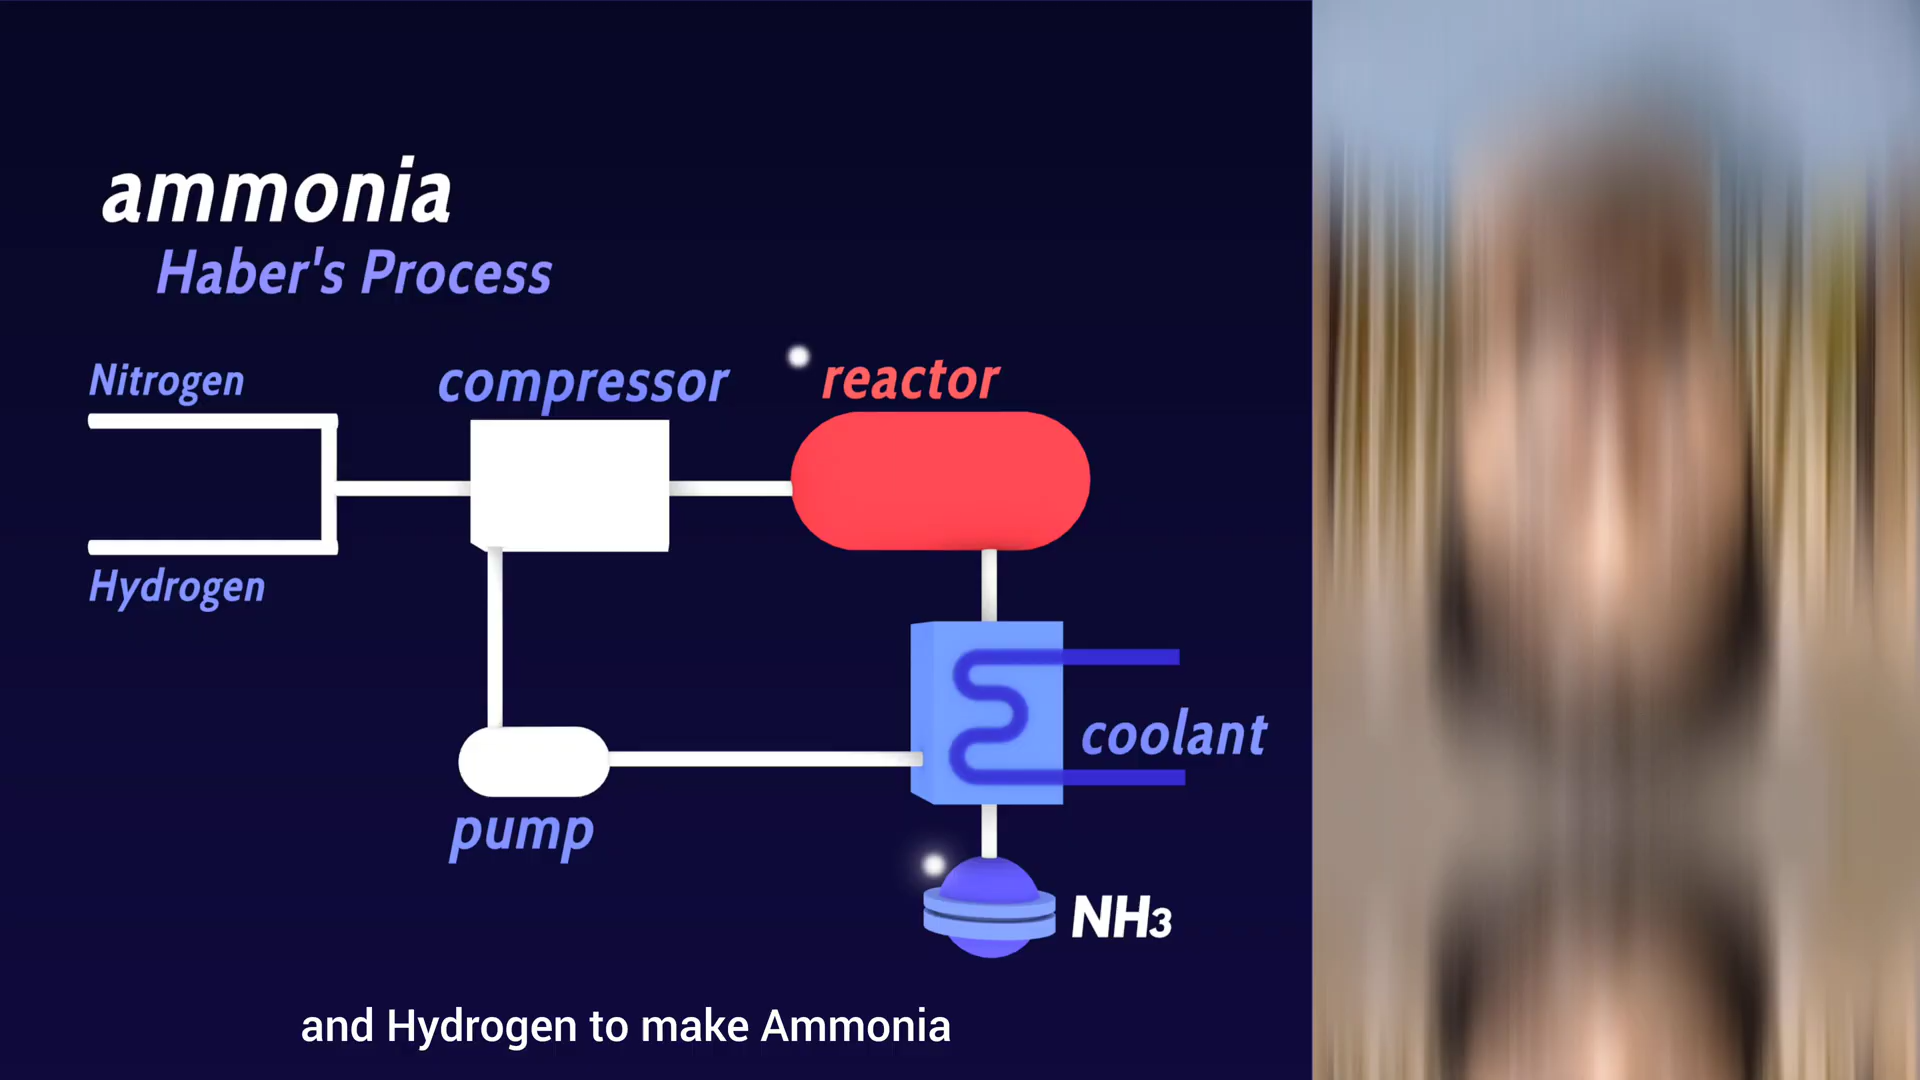 ammonia
Haber's Process
Nitrogen
compressor
reactor
Hydrogen
coolant
pump
NH3
and Hydrogen to make Ammonia